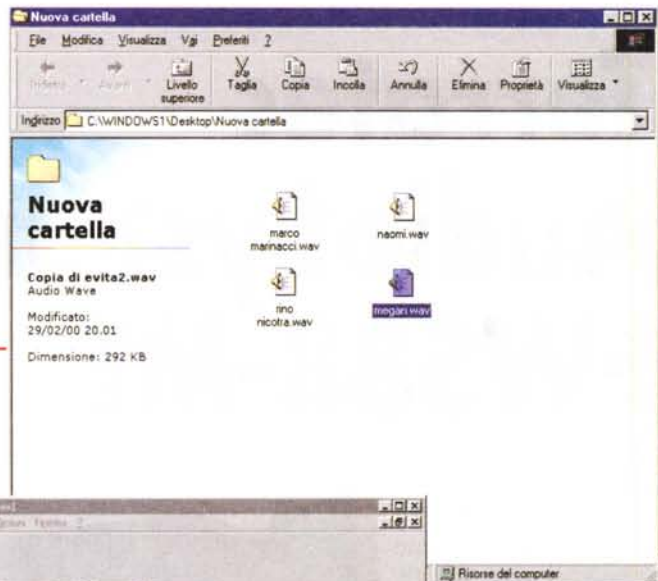 Nuova cartella
File Modifica Visualizza Vai Preferiti ?
Indietro Avanti Livello superiore Taglia Copia Incolla Annulla Elimina Proprietà Visualizza
Indirizzo C:\WINDOWS1\Desktop\Nuova cartella
Nuova
cartella
Copia di evita2.wav
Audio Wave
Modificato:
29/02/00 20.01
Dimensione: 292 KB
marco
marinacci.wav
naomi.wav
rino
nicotra.wav
megan.wav
Risorse del computer